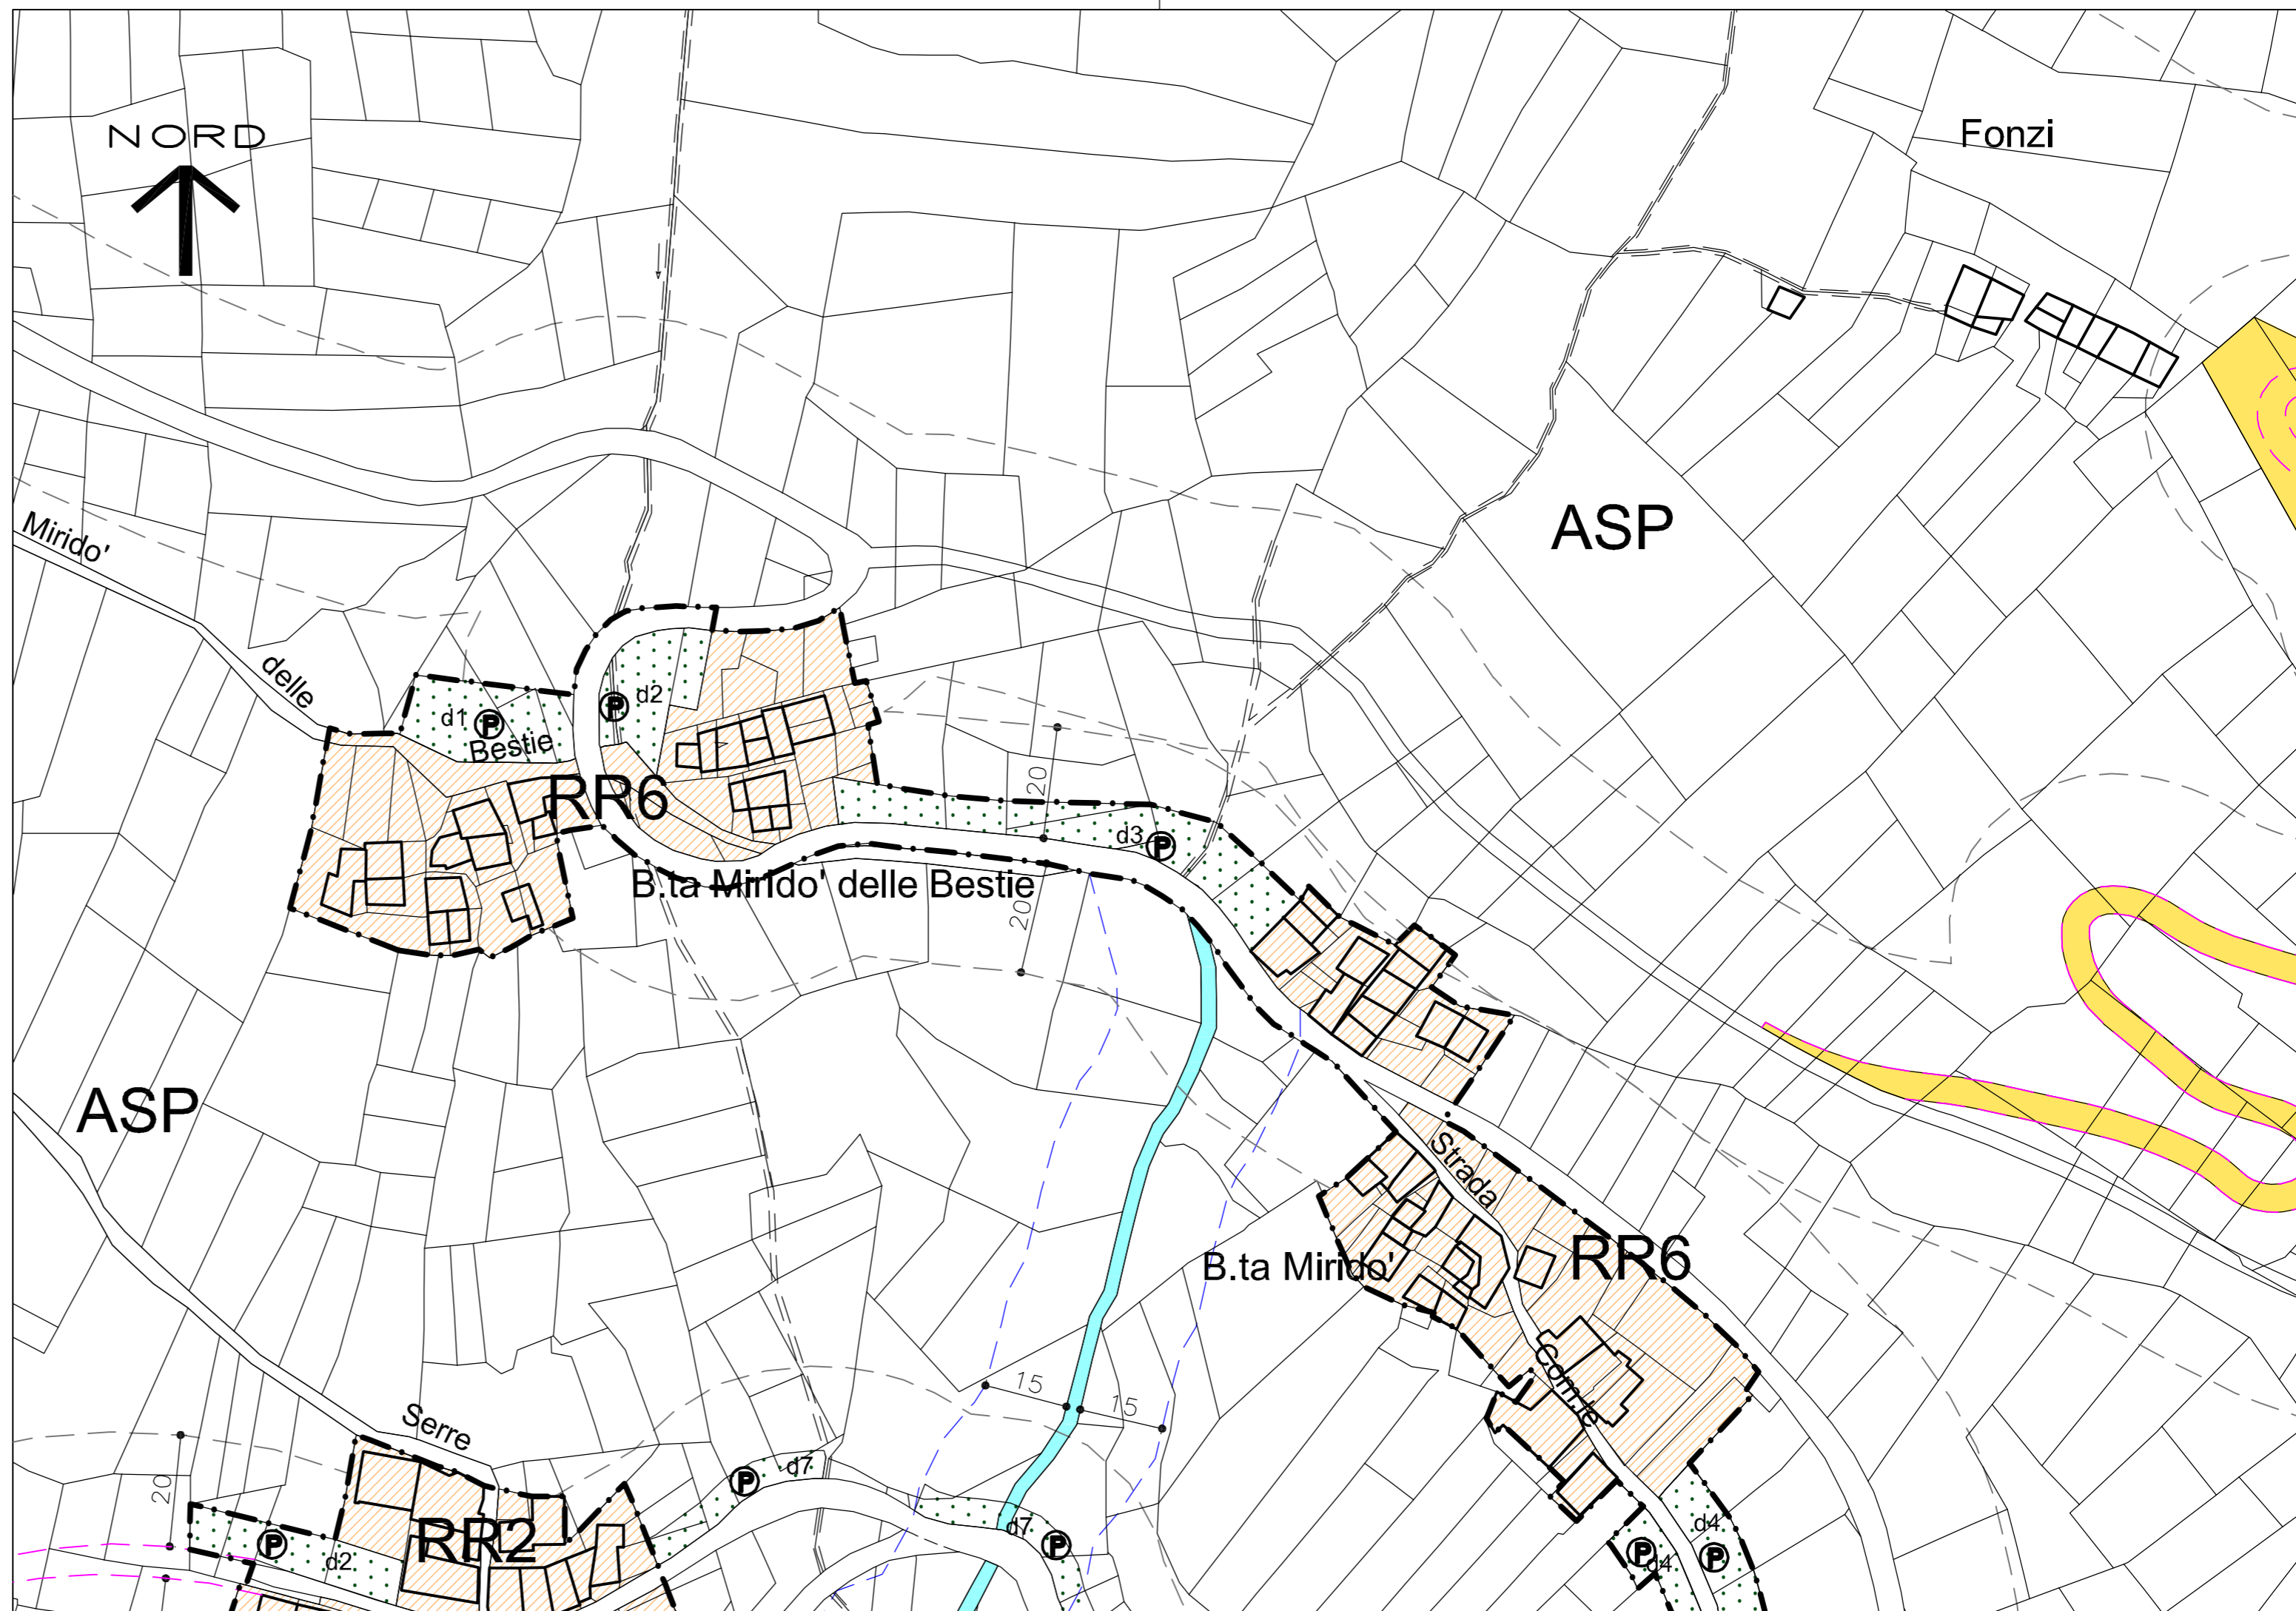 NORD
Fonzi
Mirido'
ASP
delle
d1
P
Bestie
P
d2
RR6
20
d3
P
B.ta Mirido' delle Bestie
20
ASP
Strada
B.ta Mirido'
RR6
Com.le
15
15
Serre
20
P
d2
RR2
P
d7
d7
P
d4
P
d4
P